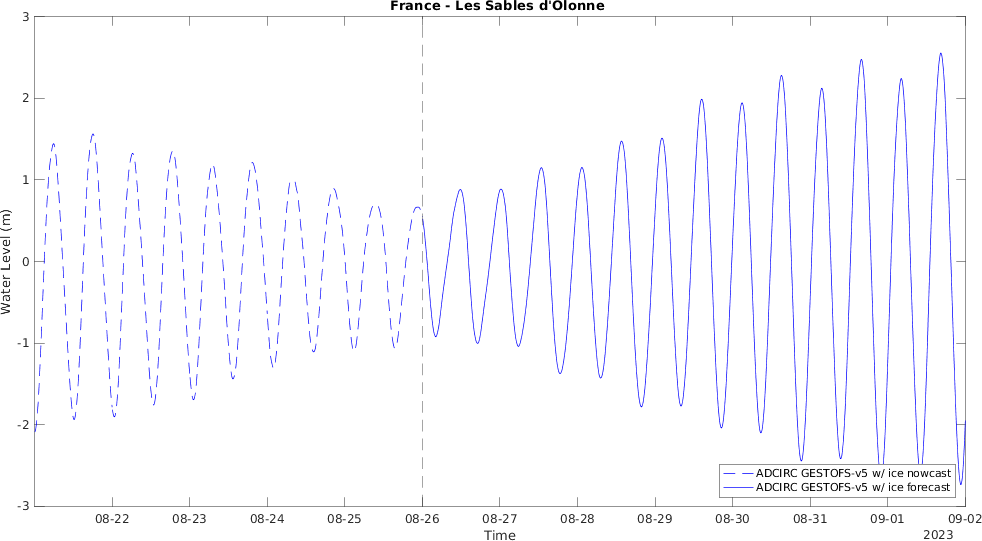 France - Les Sables d'Olonne
3
2
1
0
-1
-2
-3
Water Level (m)
ADCIRC GESTOFS-v5 w/ ice nowcast
ADCIRC GESTOFS-v5 w/ ice forecast
08-22 08-23 08-24 08-25 08-26 08-27 08-28 08-29 08-30 08-31 09-01 09-02
Time
2023